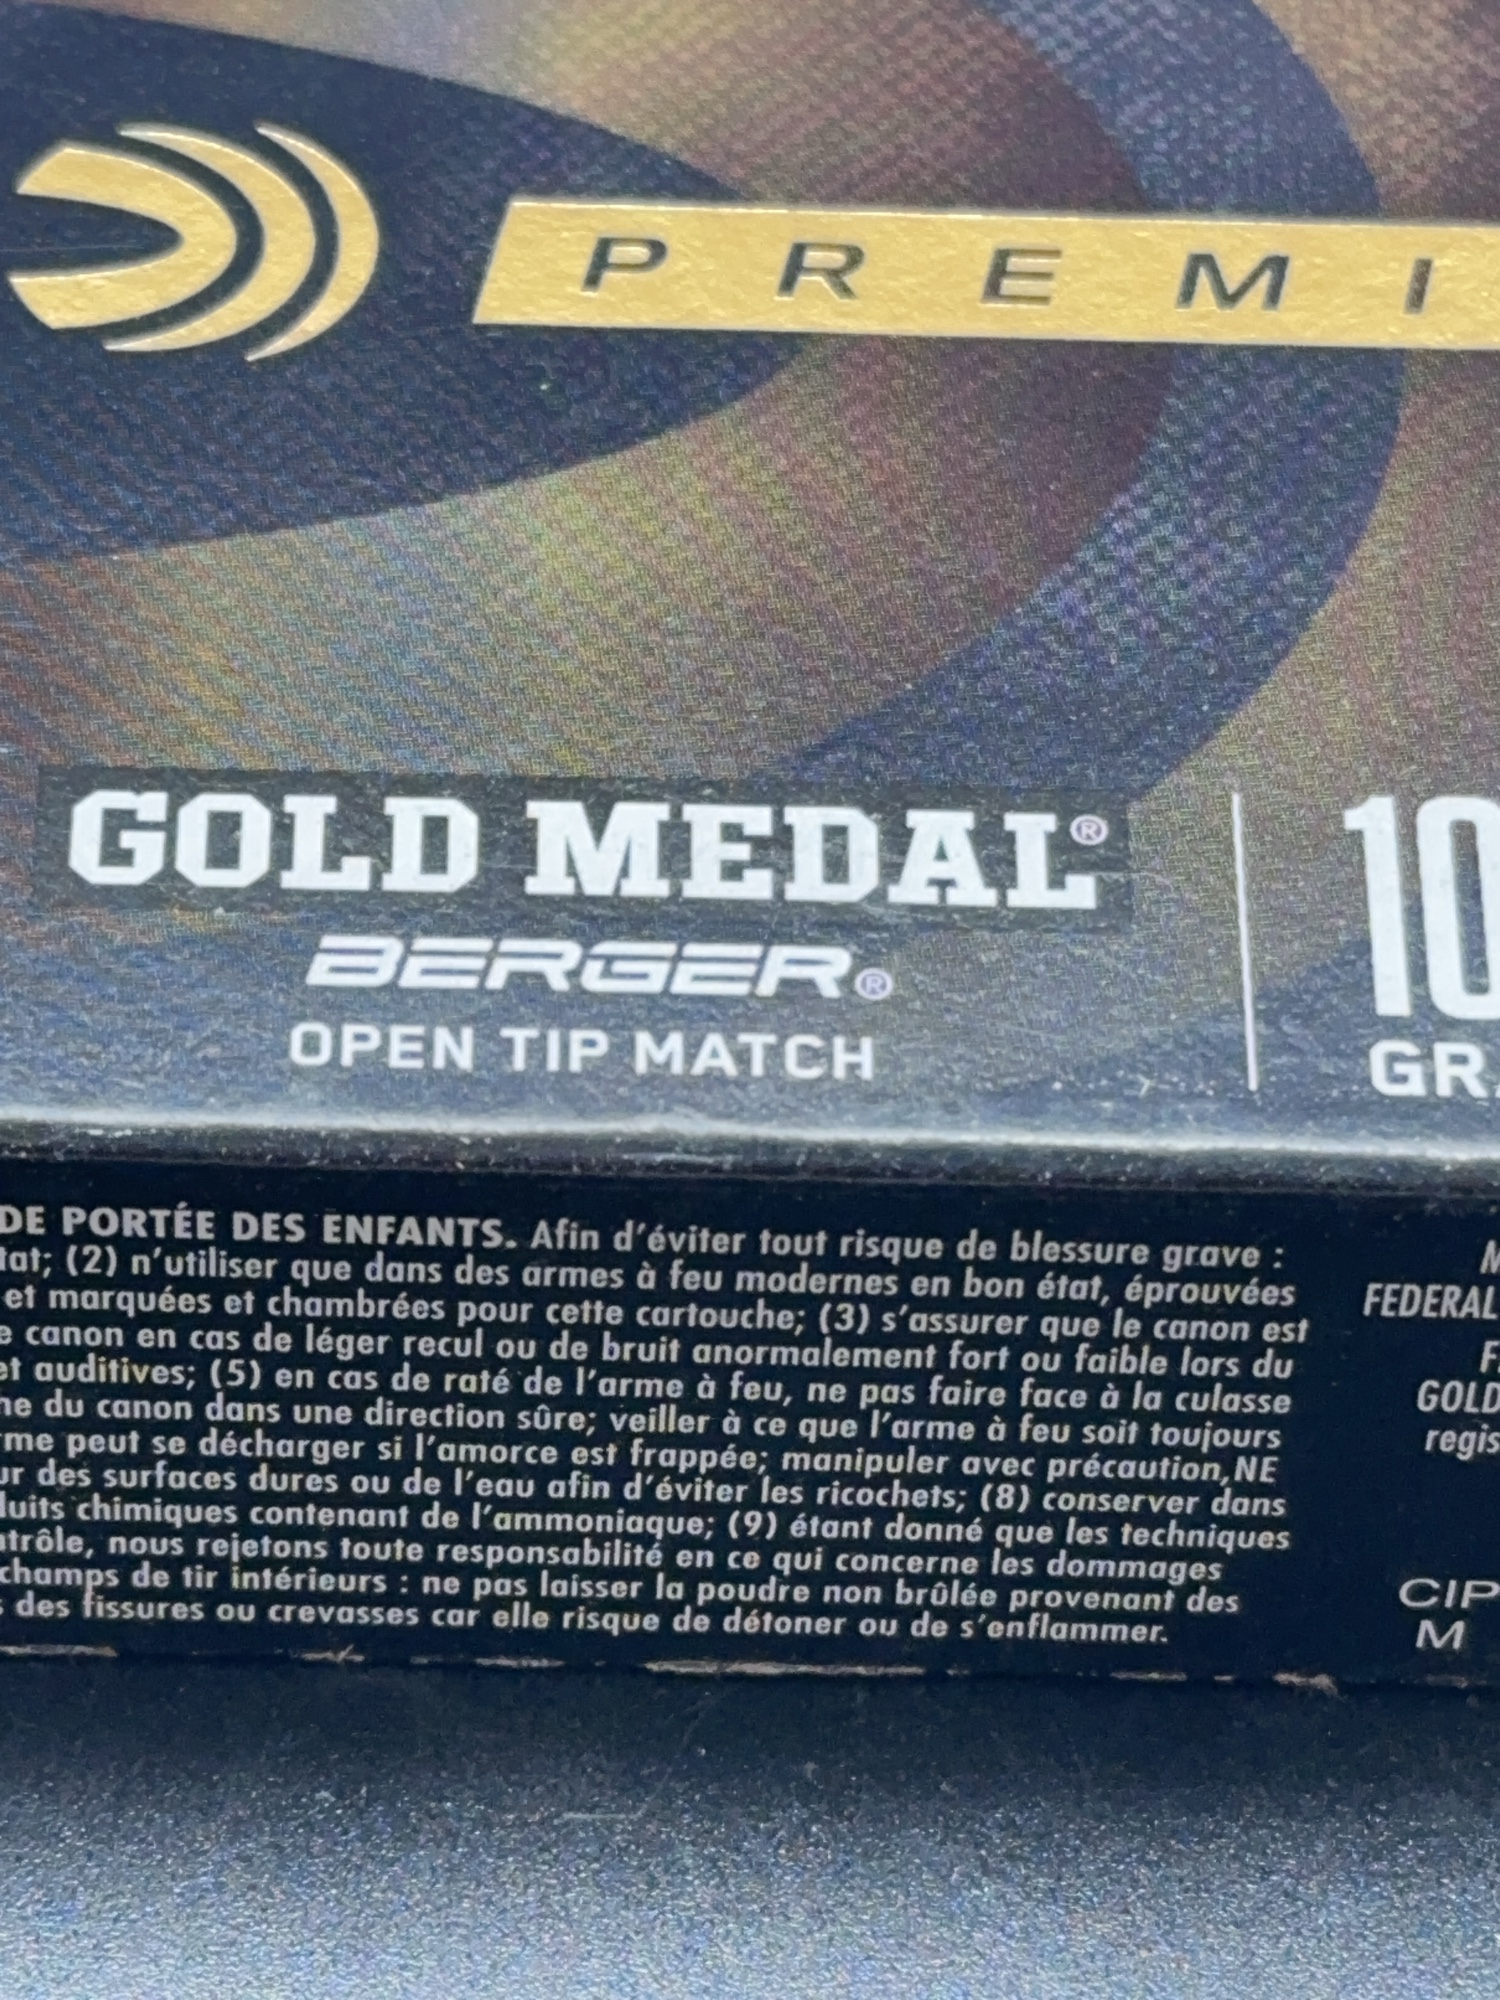 PREMI
GOLD MEDAL®
BERGER®
OPEN TIP MATCH
10
GR
DE PORTÉE DES ENFANTS. Afin d'éviter tout risque de blessure grave :
tat; (2) n'utiliser que dans des armes à feu modernes en bon état, éprouvées
et marquées et chambrées pour cette cartouche; (3) s'assurer que le canon est
e canon en cas de léger recul ou de bruit anormalement fort ou faible lors du
et auditives; (5) en cas de raté de l'arme à feu, ne pas faire face à la culasse
he du canon dans une direction sûre; veiller à ce que l'arme à feu soit toujours
rme peut se décharger si l'amorce est frappée; manipuler avec précaution,NE
ur des surfaces dures ou de l'eau afin d'éviter les ricochets; (8) conserver dans
duits chimiques contenant de l'ammoniaque; (9) étant donné que les techniques
ntrôle, nous rejetons toute responsabilité en ce qui concerne les dommages
champs de tir intérieurs : ne pas laisser la poudre non brûlée provenant des
s des fissures ou crevasses car elle risque de détoner ou de s'enflammer.
M
FEDERAL
F
GOLD
regis
CIP
M